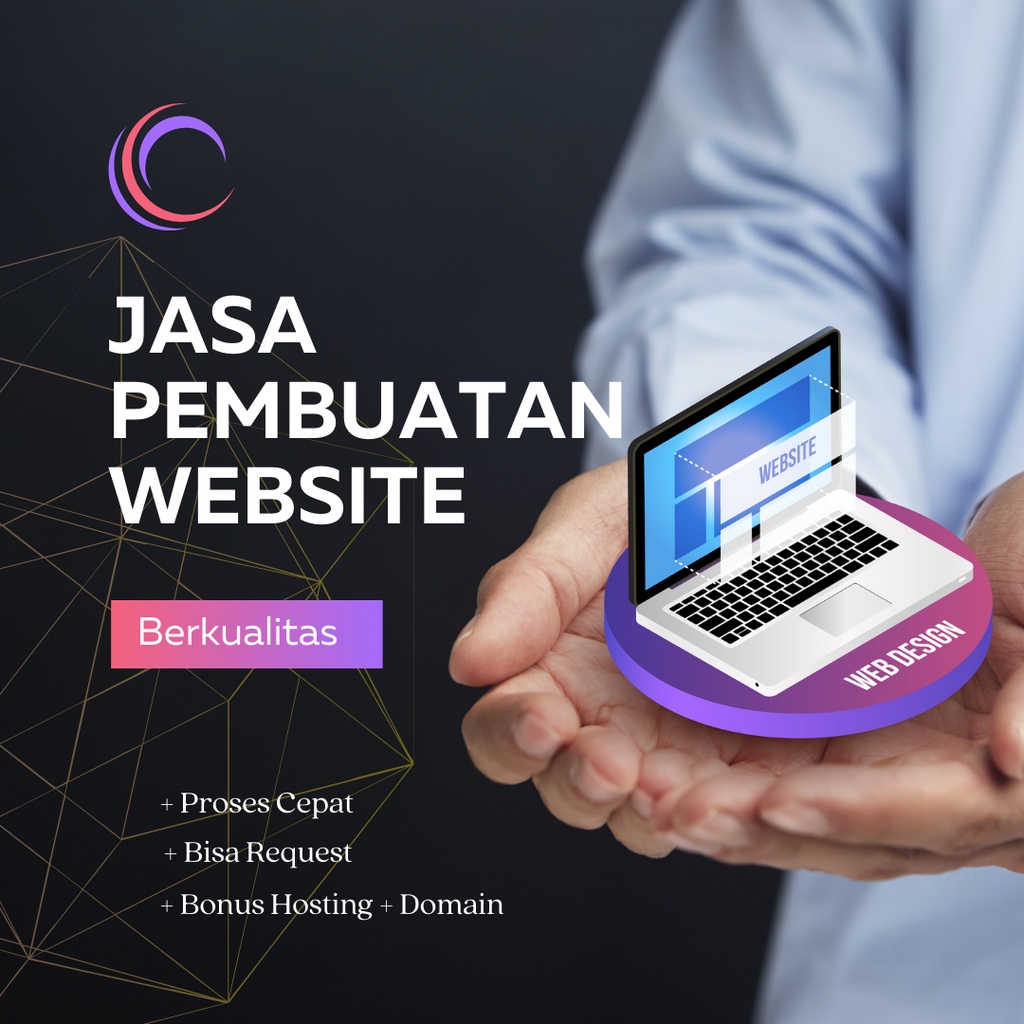 JASA
PEMBUATAN
WEBSITE
Berkualitas
+ Proses Cepat
+ Bisa Request
+ Bonus Hosting + Domain
WEBSITE
WEB DESIGN